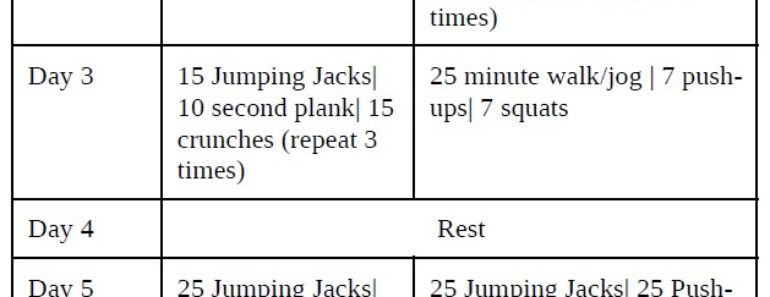 times)
Day 3
15 Jumping Jacks|
10 second plank| 15
crunches (repeat 3
times)
25 minute walk/jog | 7 push-
ups| 7 squats
Day 4
Rest
Day 5
25 Jumping Jacks|
25 Jumping Jacks| 25 Push-